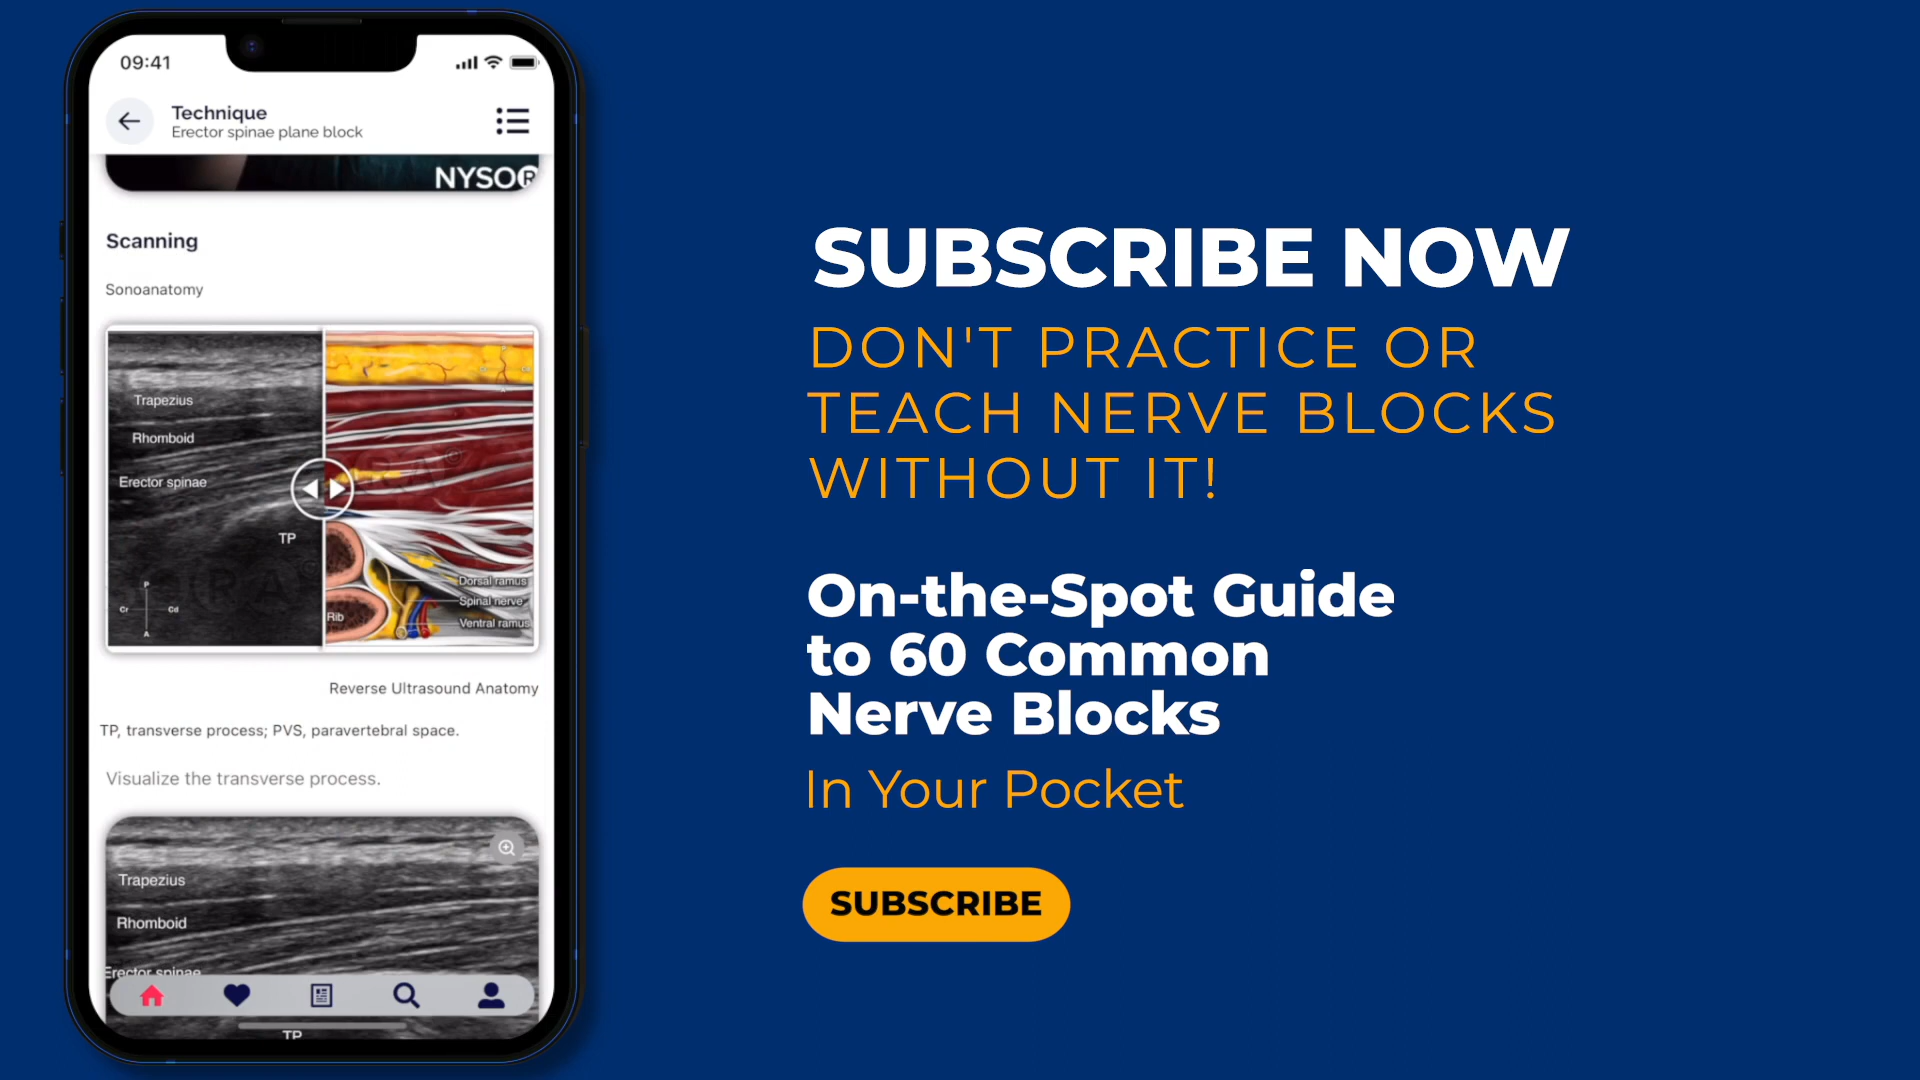 09:41
Technique
Erector spinae plane block
NYSOR
Scanning
Sonoanatomy
Trapezius
Rhomboid
Erector spinae
TP
P
Cr
Cd
A
Rib
Dorsal ramus
Spinal nerve
Ventral ramus
Reverse Ultrasound Anatomy
TP, transverse process; PVS, paravertebral space.
Visualize the transverse process.
Trapezius
Rhomboid
Erector spinae
TP
SUBSCRIBE NOW
DON'T PRACTICE OR
TEACH NERVE BLOCKS
WITHOUT IT!
On-the-Spot Guide
to 60 Common
Nerve Blocks
In Your Pocket
SUBSCRIBE